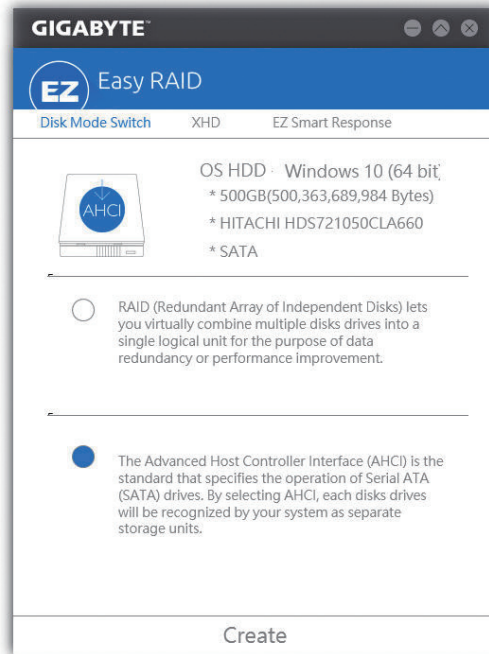 GIGABYTE™
EZ Easy RAID
Disk Mode Switch XHD EZ Smart Response
OS HDD · Windows 10 (64 bit)
* 500GB(500,363,689,984 Bytes)
AHCI
* HITACHI HDS721050CLA660
* SATA
RAID (Redundant Array of Independent Disks) lets
you virtually combine multiple disks drives into a
single logical unit for the purpose of data
redundancy or performance improvement.
The Advanced Host Controller Interface (AHCI) is the
standard that specifies the operation of Serial ATA
(SATA) drives. By selecting AHCI, each disks drives
will be recognized by your system as separate
storage units.
Create